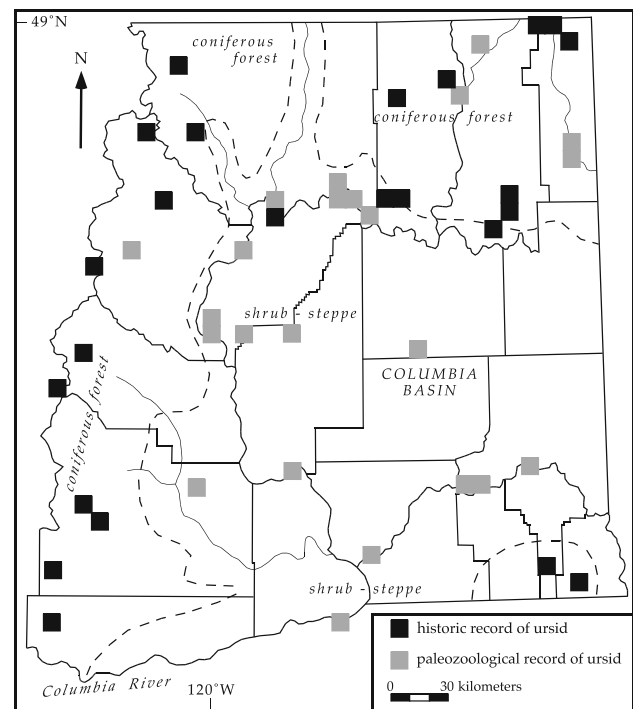 49°N
coniferous
forest
N
coniferous forest
shrub - steppe
COLUMBIA
BASIN
coniferous forest
shrub - steppe
historic record of ursid
paleozoological record of ursid
0 30 kilometers
Columbia River
120°W